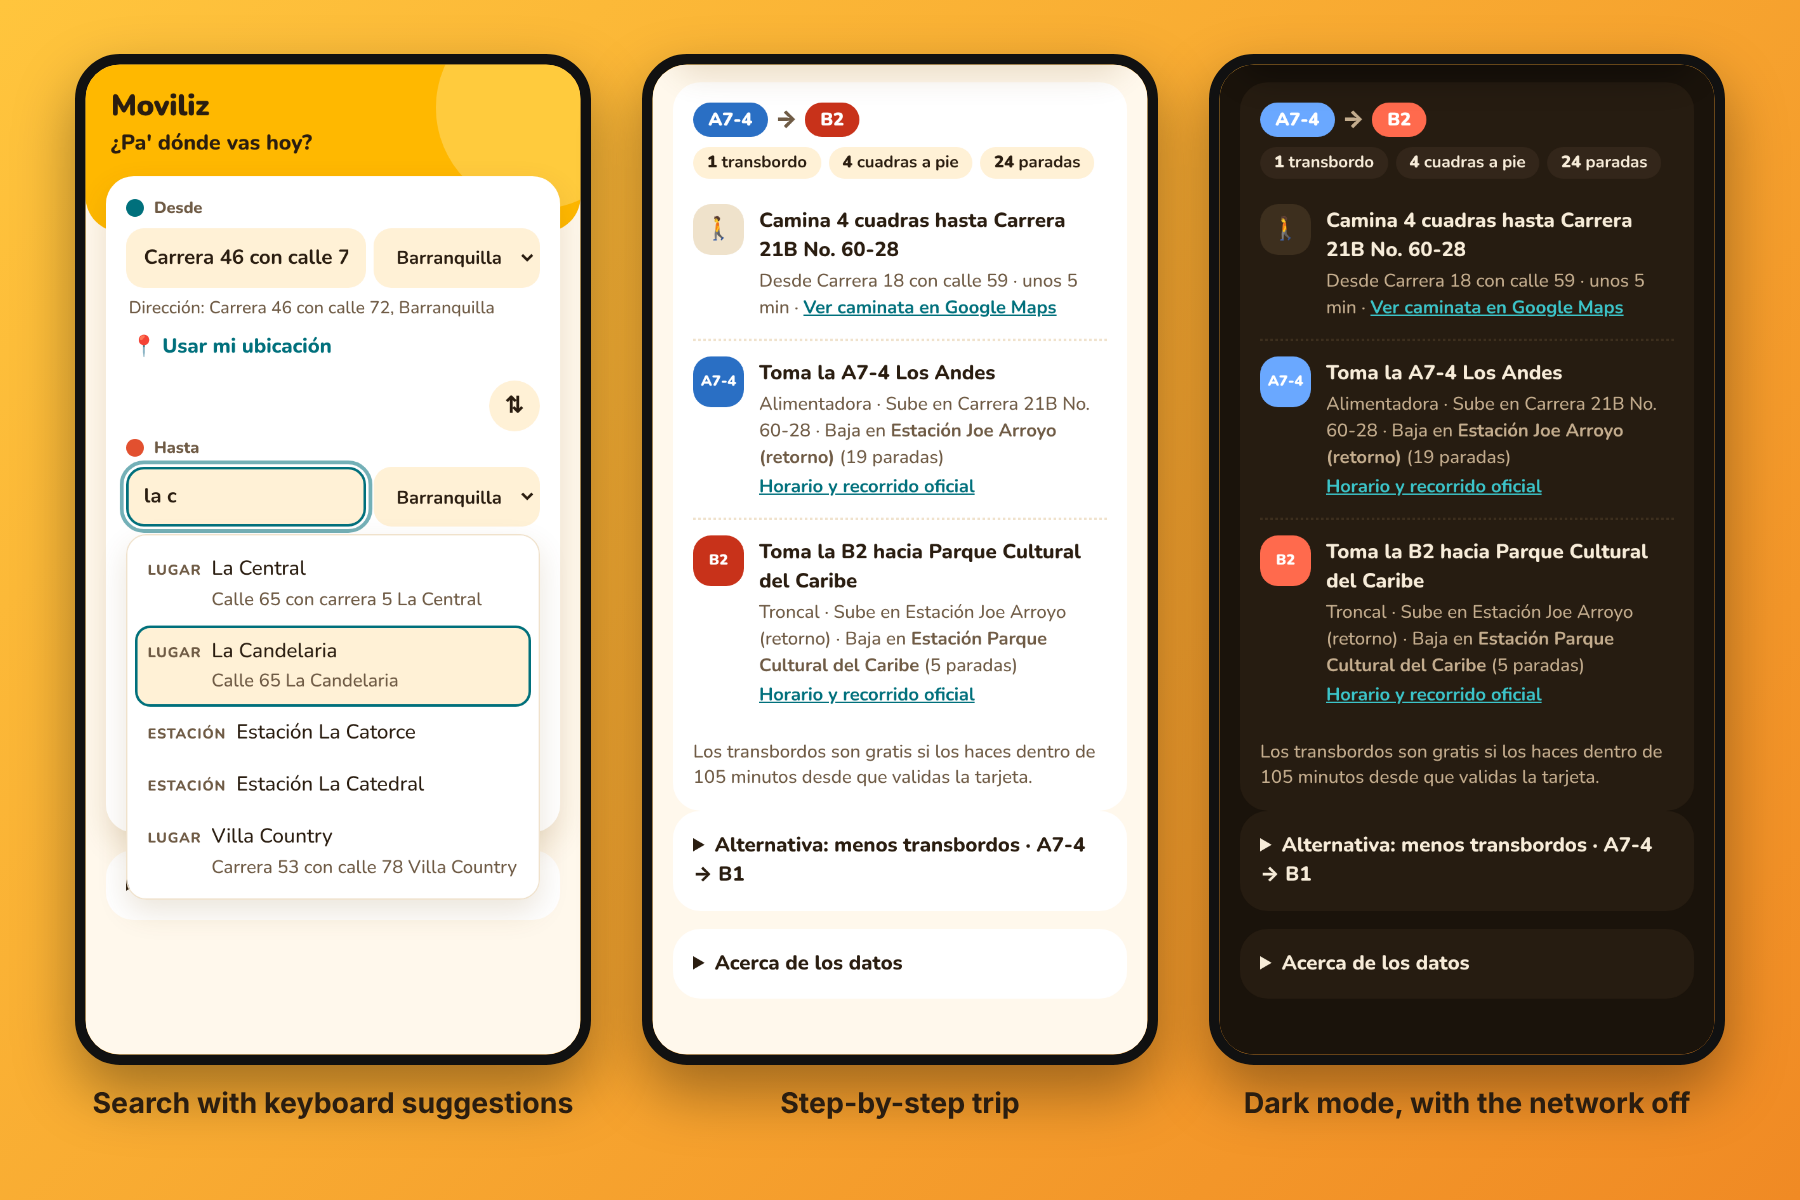 Moviliz
¿Pa' dónde vas hoy?
Desde
Carrera 46 con calle 7
Barranquilla
Dirección: Carrera 46 con calle 72, Barranquilla
Usar mi ubicación
Hasta
la c
Barranquilla
LUGAR La Central
Calle 65 con carrera 5 La Central
LUGAR La Candelaria
Calle 65 La Candelaria
ESTACIÓN Estación La Catorce
ESTACIÓN Estación La Catedral
LUGAR Villa Country
Carrera 53 con calle 78 Villa Country
Search with keyboard suggestions
A7-4 → B2
1 transbordo
4 cuadras a pie
24 paradas
Camina 4 cuadras hasta Carrera
21B No. 60-28
Desde Carrera 18 con calle 59 · unos 5
min · Ver caminata en Google Maps
A7-4
Toma la A7-4 Los Andes
Alimentadora · Sube en Carrera 21B No.
60-28 · Baja en Estación Joe Arroyo
(retorno) (19 paradas)
Horario y recorrido oficial
B2
Toma la B2 hacia Parque Cultural
del Caribe
Troncal · Sube en Estación Joe Arroyo
(retorno) · Baja en Estación Parque
Cultural del Caribe (5 paradas)
Horario y recorrido oficial
Los transbordos son gratis si los haces dentro de
105 minutos desde que validas la tarjeta.
Alternativa: menos transbordos · A7-4
→ B1
Acerca de los datos
Step-by-step trip
A7-4 → B2
1 transbordo
4 cuadras a pie
24 paradas
Camina 4 cuadras hasta Carrera
21B No. 60-28
Desde Carrera 18 con calle 59 · unos 5
min · Ver caminata en Google Maps
A7-4
Toma la A7-4 Los Andes
Alimentadora · Sube en Carrera 21B No.
60-28 · Baja en Estación Joe Arroyo
(retorno) (19 paradas)
Horario y recorrido oficial
B2
Toma la B2 hacia Parque Cultural
del Caribe
Troncal · Sube en Estación Joe Arroyo
(retorno) · Baja en Estación Parque
Cultural del Caribe (5 paradas)
Horario y recorrido oficial
Los transbordos son gratis si los haces dentro de
105 minutos desde que validas la tarjeta.
Alternativa: menos transbordos · A7-4
→ B1
Acerca de los datos
Dark mode, with the network off